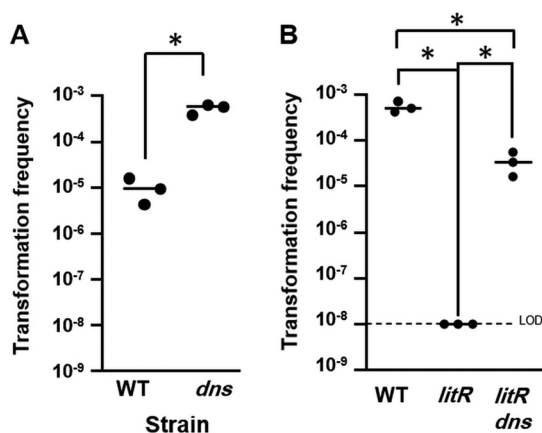 A
*
Transformation frequency
10⁻³
10⁻⁴
10⁻⁵
10⁻⁶
10⁻⁷
10⁻⁸
10⁻⁹
WT dns
Strain
B
*
* *
Transformation frequency
10⁻³
10⁻⁴
10⁻⁵
10⁻⁶
10⁻⁷
10⁻⁸
10⁻⁹
LOD
WT litR litR
dns